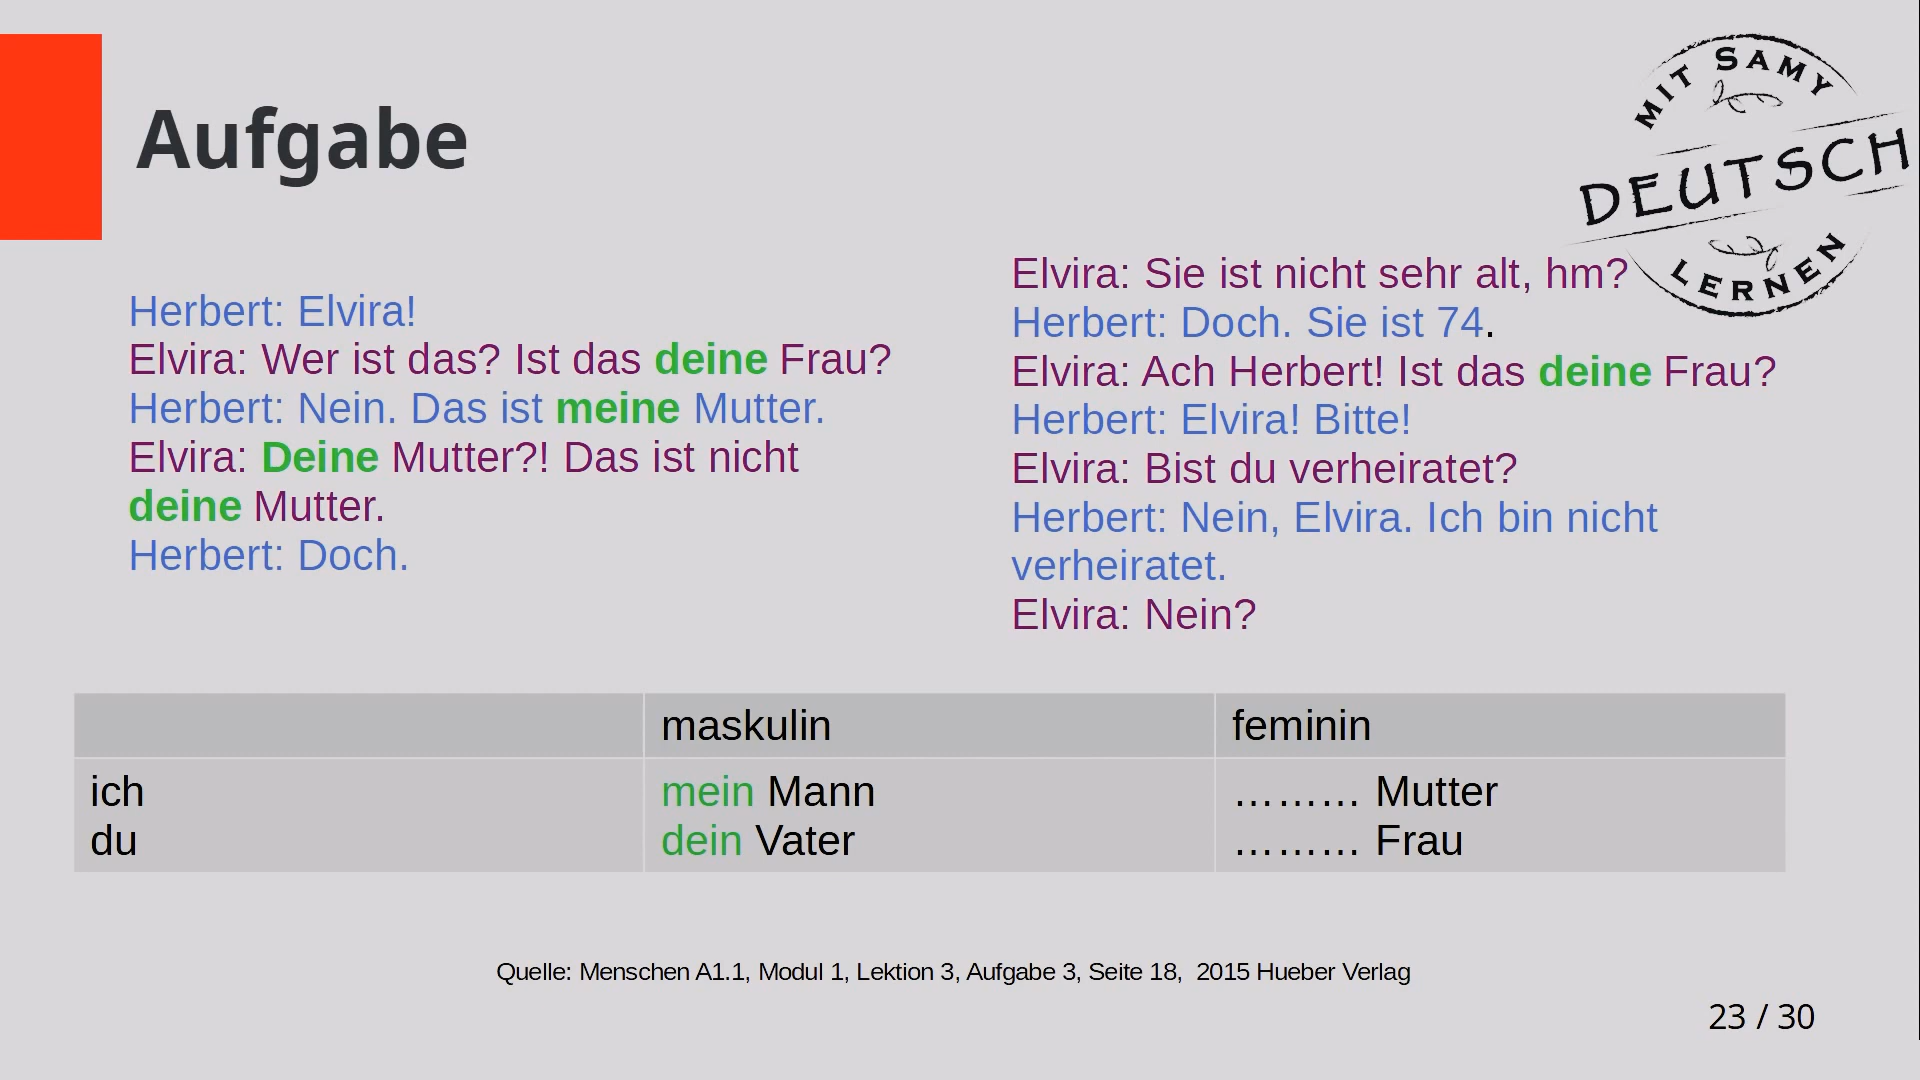 Aufgabe
MIT SAMY
DEUTSCH
LERNEN
Herbert: Elvira!
Elvira: Wer ist das? Ist das deine Frau?
Herbert: Nein. Das ist meine Mutter.
Elvira: Deine Mutter?! Das ist nicht
deine Mutter.
Herbert: Doch.
Elvira: Sie ist nicht sehr alt, hm?
Herbert: Doch. Sie ist 74.
Elvira: Ach Herbert! Ist das deine Frau?
Herbert: Elvira! Bitte!
Elvira: Bist du verheiratet?
Herbert: Nein, Elvira. Ich bin nicht
verheiratet.
Elvira: Nein?
maskulin feminin
ich mein Mann ……… Mutter
du dein Vater ……… Frau
Quelle: Menschen A1.1, Modul 1, Lektion 3, Aufgabe 3, Seite 18,  2015 Hueber Verlag
23 / 30